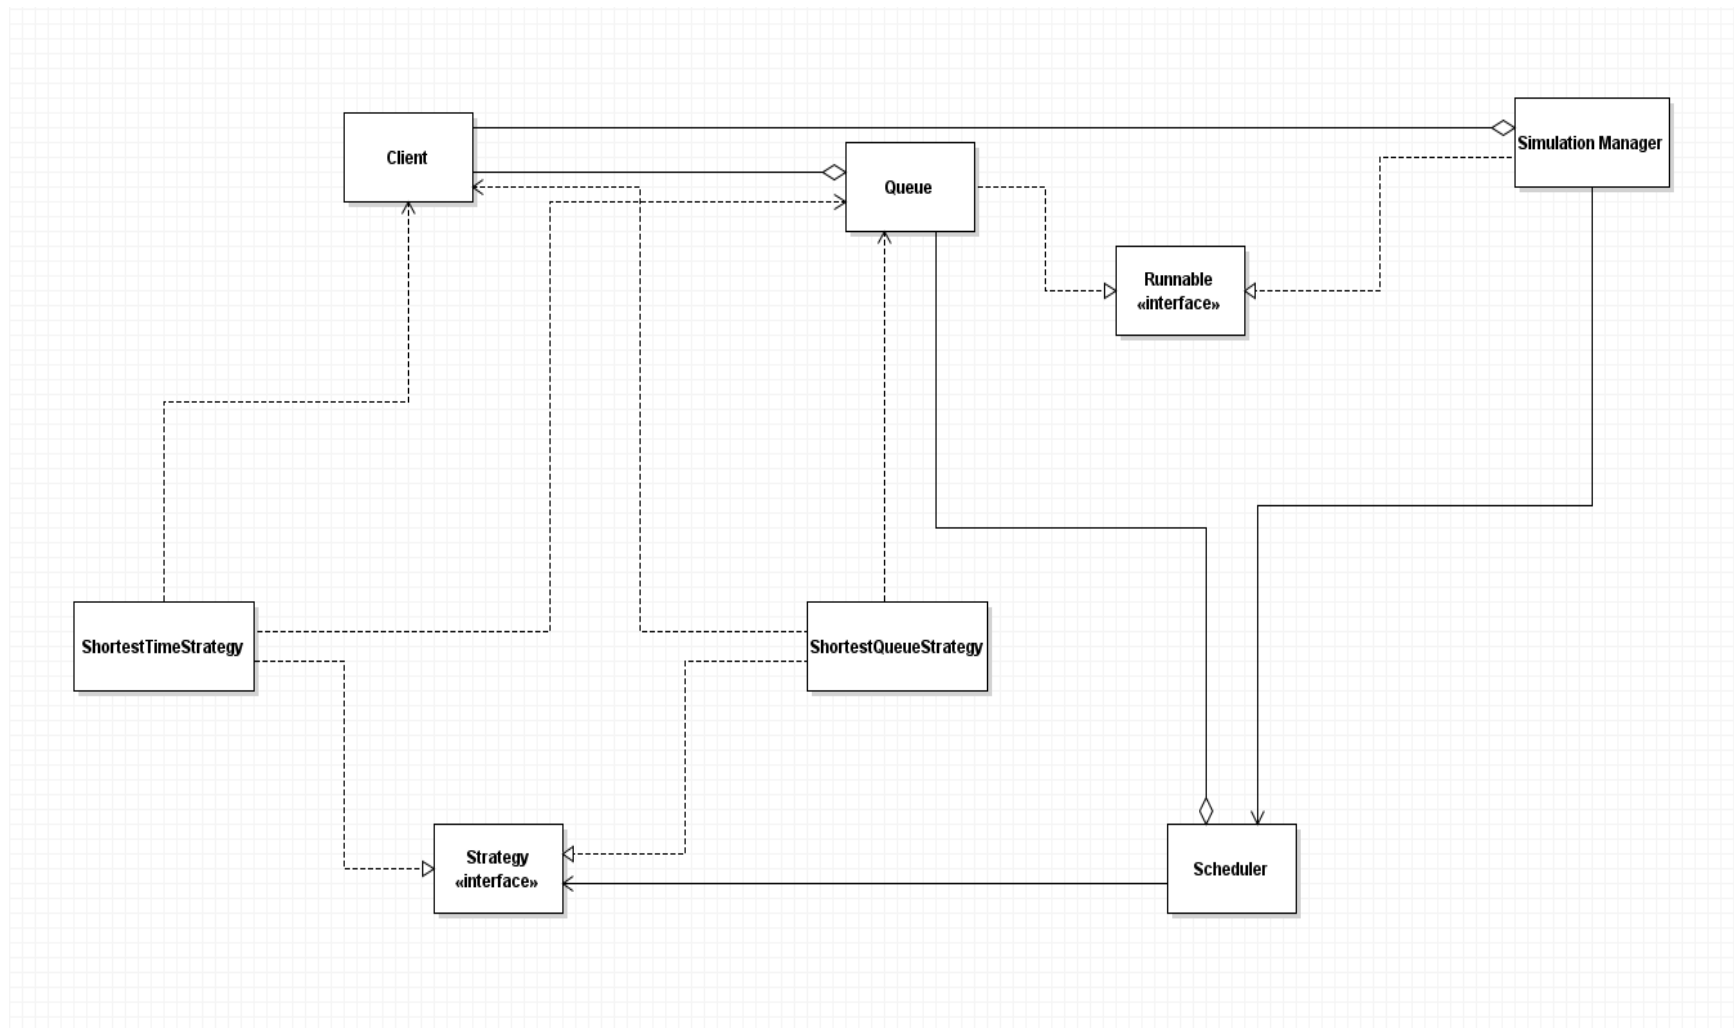 Client
Simulation Manager
Queue
Runnable
«interface»
ShortestTimeStrategy
ShortestQueueStrategy
Strategy
«interface»
Scheduler